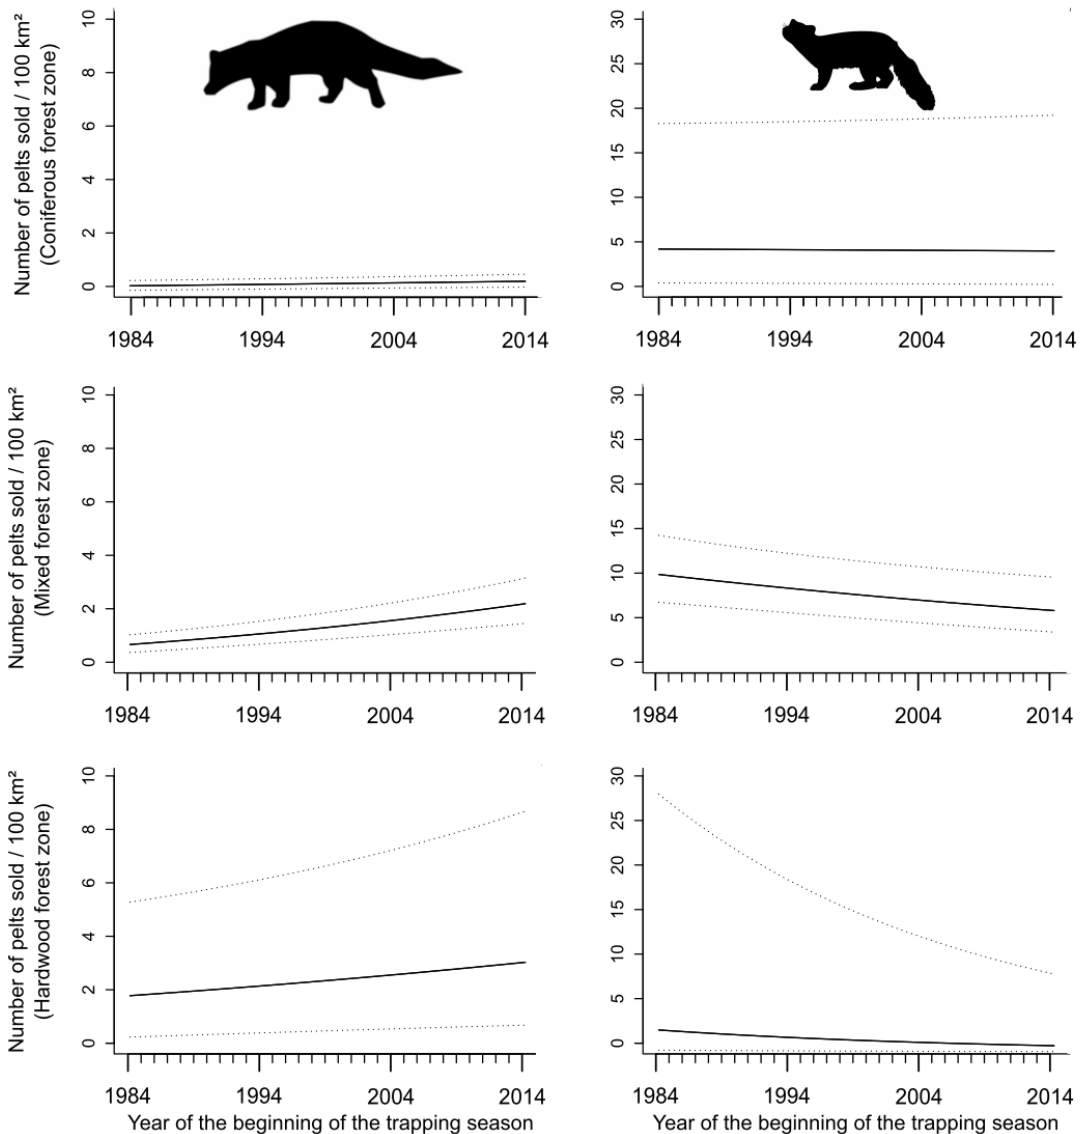 Number of pelts sold / 100 km²
(Coniferous forest zone)
10
8
6
4
2
0
1984 1994 2004 2014
30
25
20
15
10
5
0
1984 1994 2004 2014
Number of pelts sold / 100 km²
(Mixed forest zone)
10
8
6
4
2
0
1984 1994 2004 2014
30
25
20
15
10
5
0
1984 1994 2004 2014
Number of pelts sold / 100 km²
(Hardwood forest zone)
10
8
6
4
2
0
1984 1994 2004 2014
Year of the beginning of the trapping season
30
25
20
15
10
5
0
1984 1994 2004 2014
Year of the beginning of the trapping season